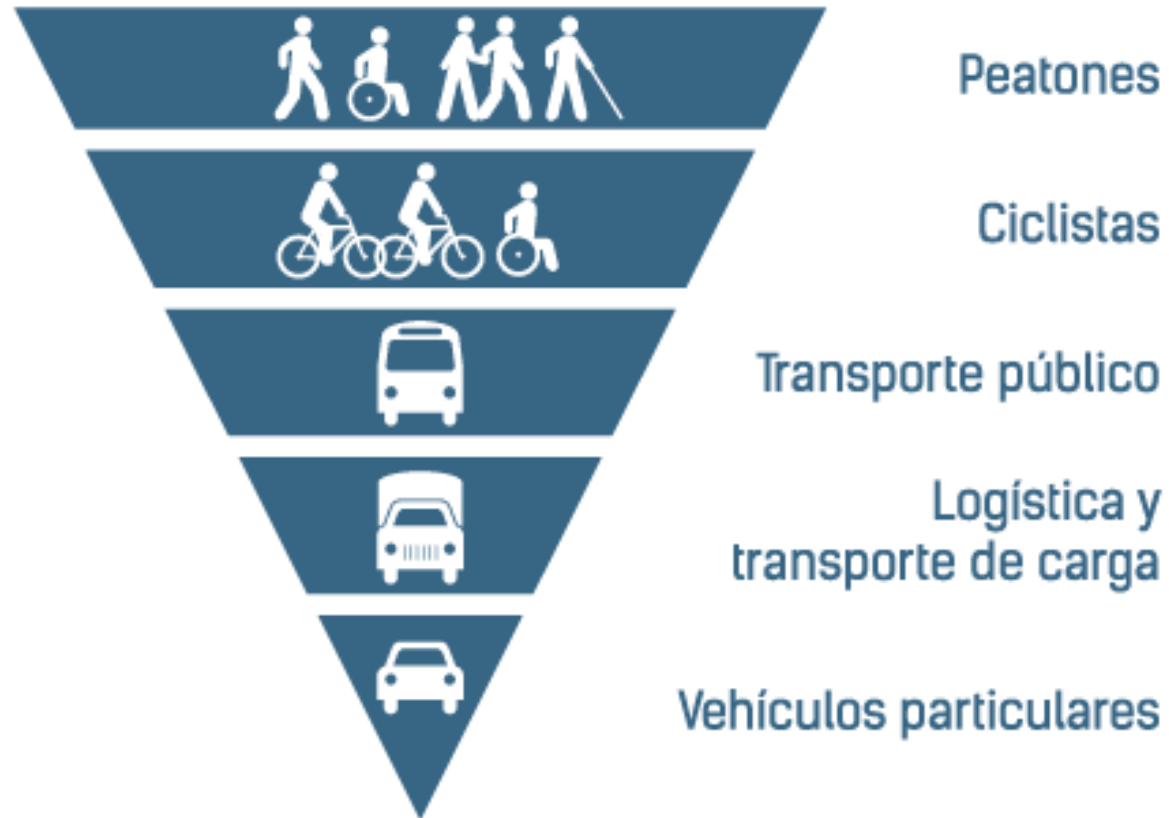 Peatones
Ciclistas
Transporte público
Logística y
transporte de carga
Vehículos particulares